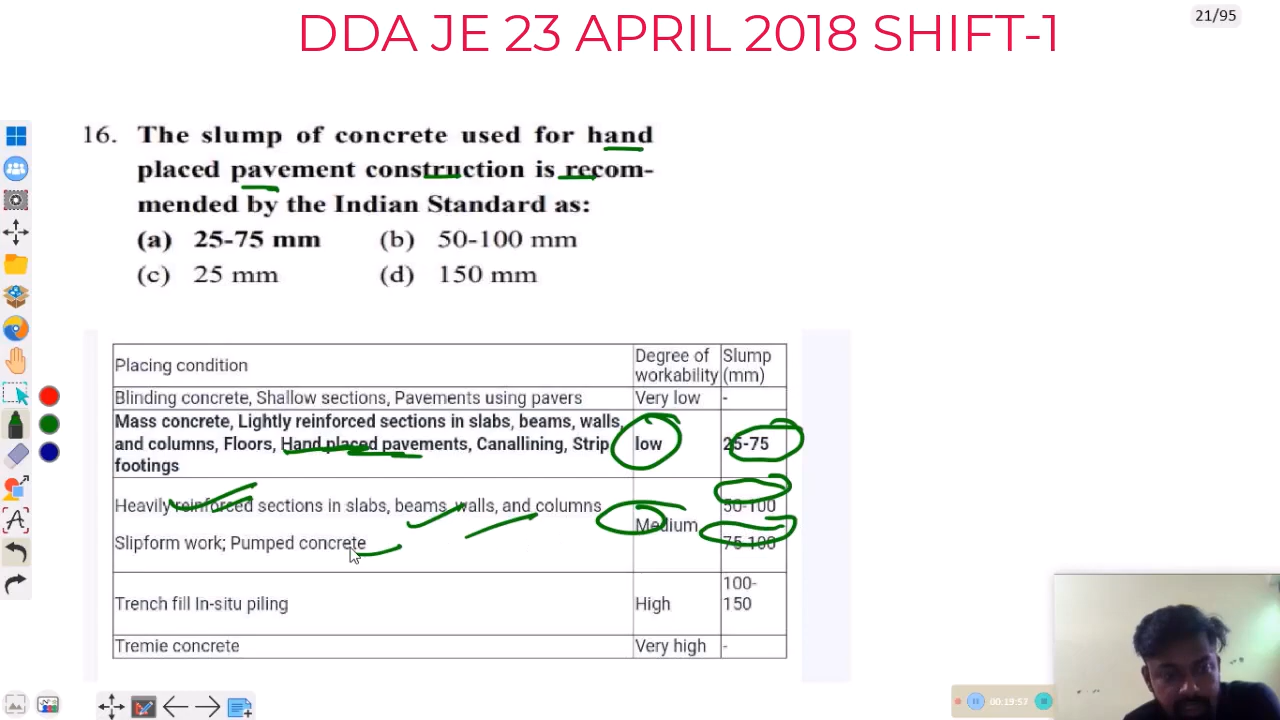 DDA JE 23 APRIL 2018 SHIFT-1
21/95
16. The slump of concrete used for hand
placed pavement construction is recom-
mended by the Indian Standard as:
(a) 25-75 mm (b) 50-100 mm
(c) 25 mm (d) 150 mm
Placing condition Degree of workability Slump (mm)
Blinding concrete, Shallow sections, Pavements using pavers Very low -
Mass concrete, Lightly reinforced sections in slabs, beams, walls,
and columns, Floors, Hand placed pavements, Canallining, Strip low 25-75
footings
Heavily reinforced sections in slabs, beams, walls, and columns 50-100
Medium
Slipform work; Pumped concrete 75-100
Trench fill In-situ piling High 100-150
Tremie concrete Very high -
00:19:57